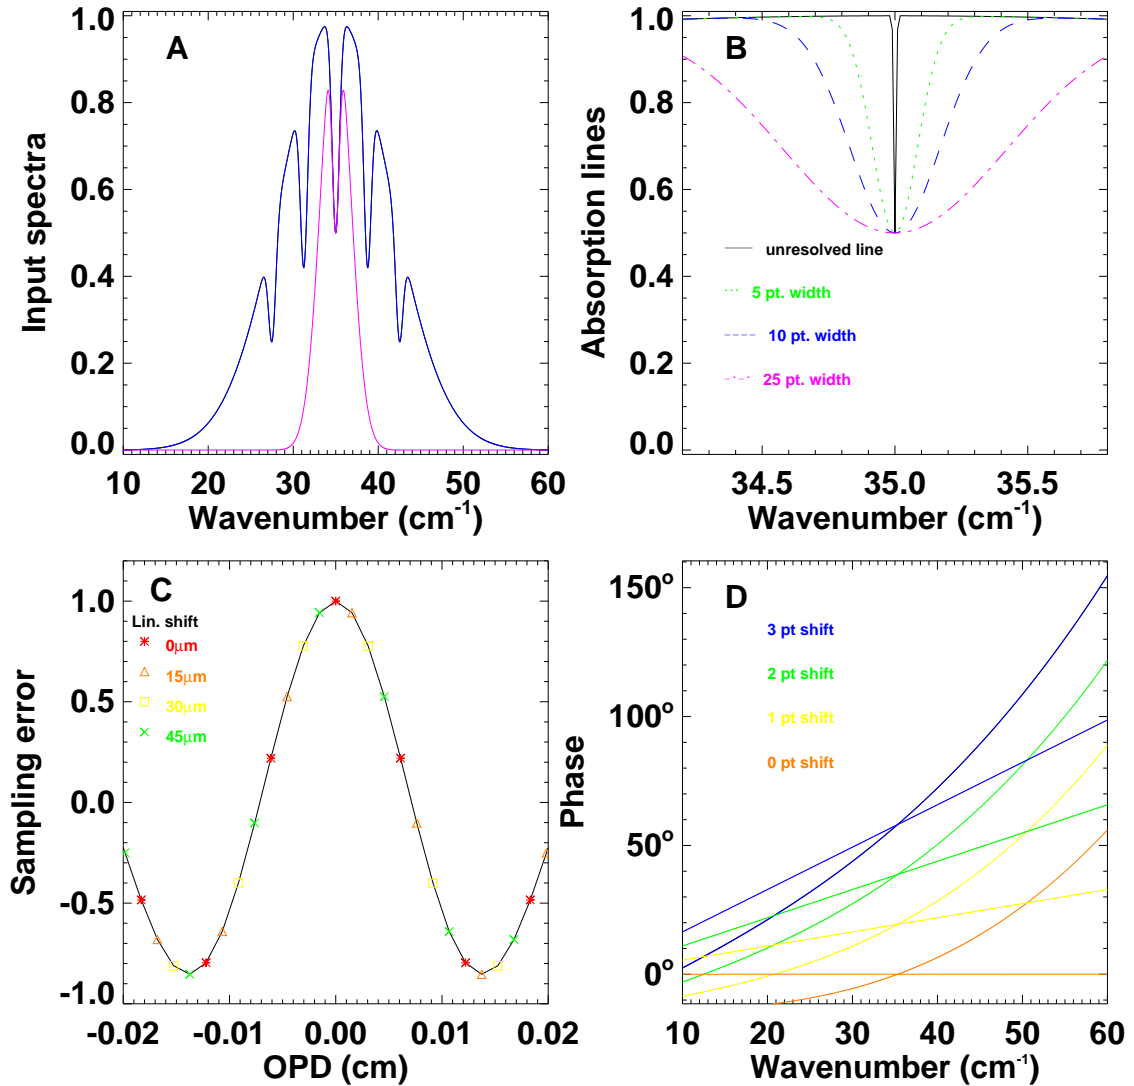 A
Input spectra
1.0
0.8
0.6
0.4
0.2
0.0
10 20 30 40 50 60
Wavenumber (cm-1)
B
Absorption lines
1.0
0.8
0.6
0.4
0.2
0.0
unresolved line
5 pt. width
10 pt. width
25 pt. width
34.5 35.0 35.5
Wavenumber (cm-1)
C
Sampling error
1.0
0.5
0.0
-0.5
-1.0
Lin. shift
0μm
15μm
30μm
45μm
-0.02 -0.01 0.00 0.01 0.02
OPD (cm)
D
Phase
150º
100º
50º
0º
3 pt shift
2 pt shift
1 pt shift
0 pt shift
10 20 30 40 50 60
Wavenumber (cm-1)